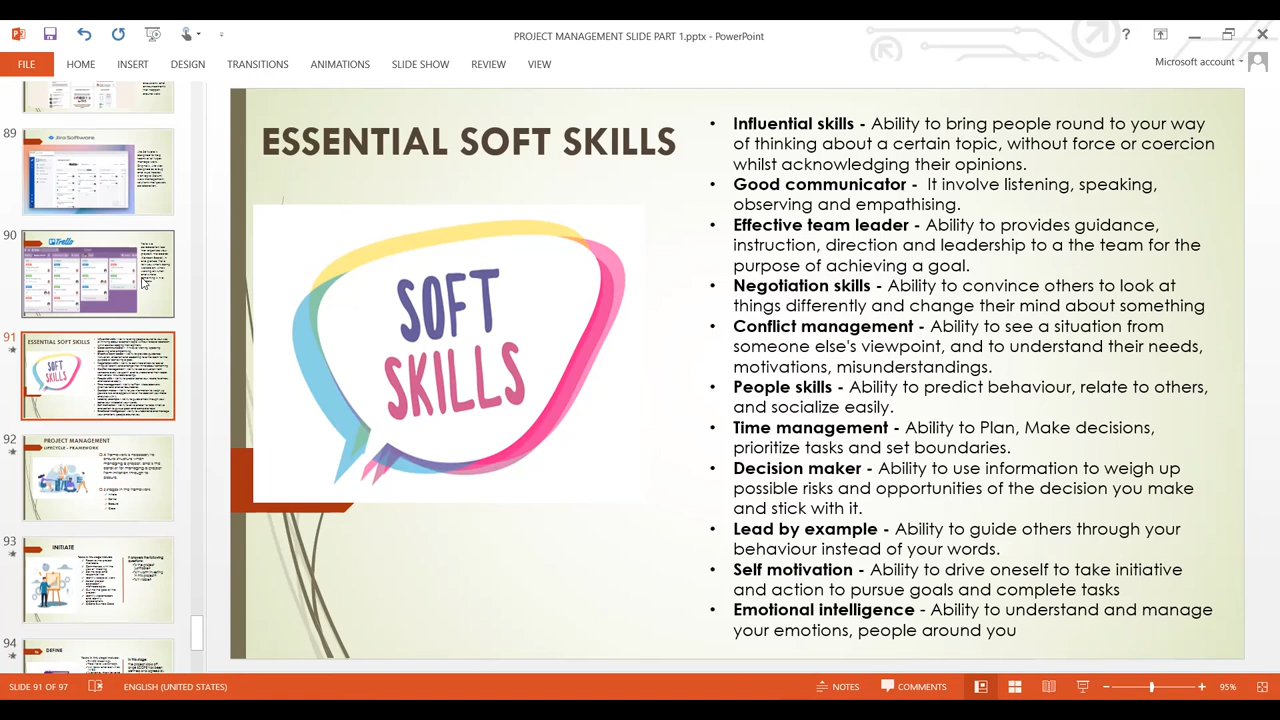 PROJECT MANAGEMENT SLIDE PART 1.pptx - PowerPoint
?
FILE
HOME
INSERT
DESIGN
TRANSITIONS
ANIMATIONS
SLIDE SHOW
REVIEW
VIEW
Microsoft account
89
Jira Software
90
Trello
91
ESSENTIAL SOFT SKILLS
SOFT
SKILLS
92
PROJECT MANAGEMENT
LIFECYCLE - FRAMEWORK
93
INITIATE
94
DEFINE
ESSENTIAL SOFT SKILLS
SOFT
SKILLS
• Influential skills - Ability to bring people round to your way
of thinking about a certain topic, without force or coercion
whilst acknowledging their opinions.
• Good communicator - It involve listening, speaking,
observing and empathising.
• Effective team leader - Ability to provides guidance,
instruction, direction and leadership to a the team for the
purpose of achieving a goal.
• Negotiation skills - Ability to convince others to look at
things differently and change their mind about something
• Conflict management - Ability to see a situation from
someone else's viewpoint, and to understand their needs,
motivations, misunderstandings.
• People skills - Ability to predict behaviour, relate to others,
and socialize easily.
• Time management - Ability to Plan, Make decisions,
prioritize tasks and set boundaries.
• Decision maker - Ability to use information to weigh up
possible risks and opportunities of the decision you make
and stick with it.
• Lead by example - Ability to guide others through your
behaviour instead of your words.
• Self motivation - Ability to drive oneself to take initiative
and action to pursue goals and complete tasks
• Emotional intelligence - Ability to understand and manage
your emotions, people around you
SLIDE 91 OF 97
ENGLISH (UNITED STATES)
NOTES
COMMENTS
95%